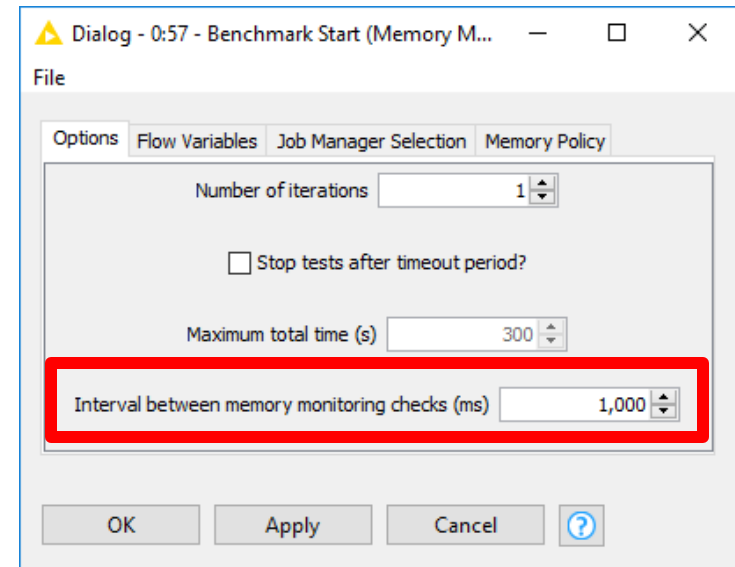 Dialog - 0:57 - Benchmark Start (Memory M...
File
Options Flow Variables Job Manager Selection Memory Policy
Number of iterations 1
Stop tests after timeout period?
Maximum total time (s) 300
Interval between memory monitoring checks (ms) 1,000
OK Apply Cancel ?